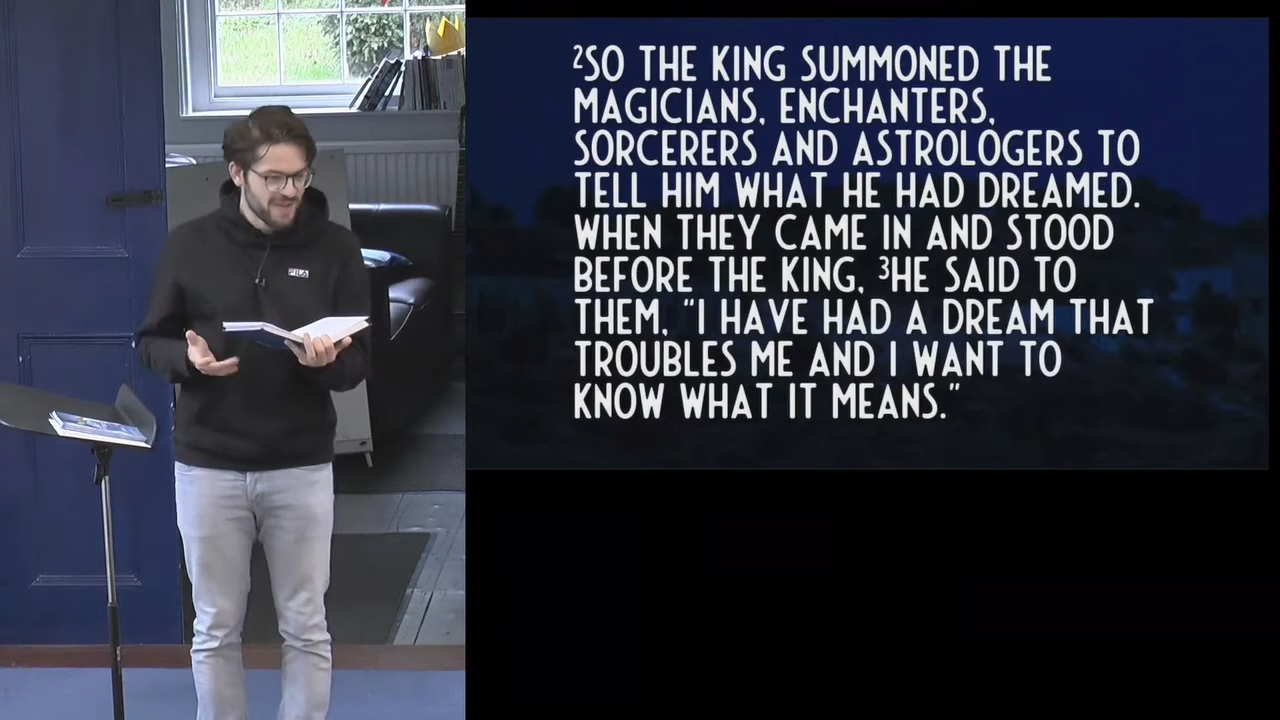 FILA
²SO THE KING SUMMONED THE
MAGICIANS, ENCHANTERS,
SORCERERS AND ASTROLOGERS TO
TELL HIM WHAT HE HAD DREAMED.
WHEN THEY CAME IN AND STOOD
BEFORE THE KING, ³HE SAID TO
THEM, “I HAVE HAD A DREAM THAT
TROUBLES ME AND I WANT TO
KNOW WHAT IT MEANS.”